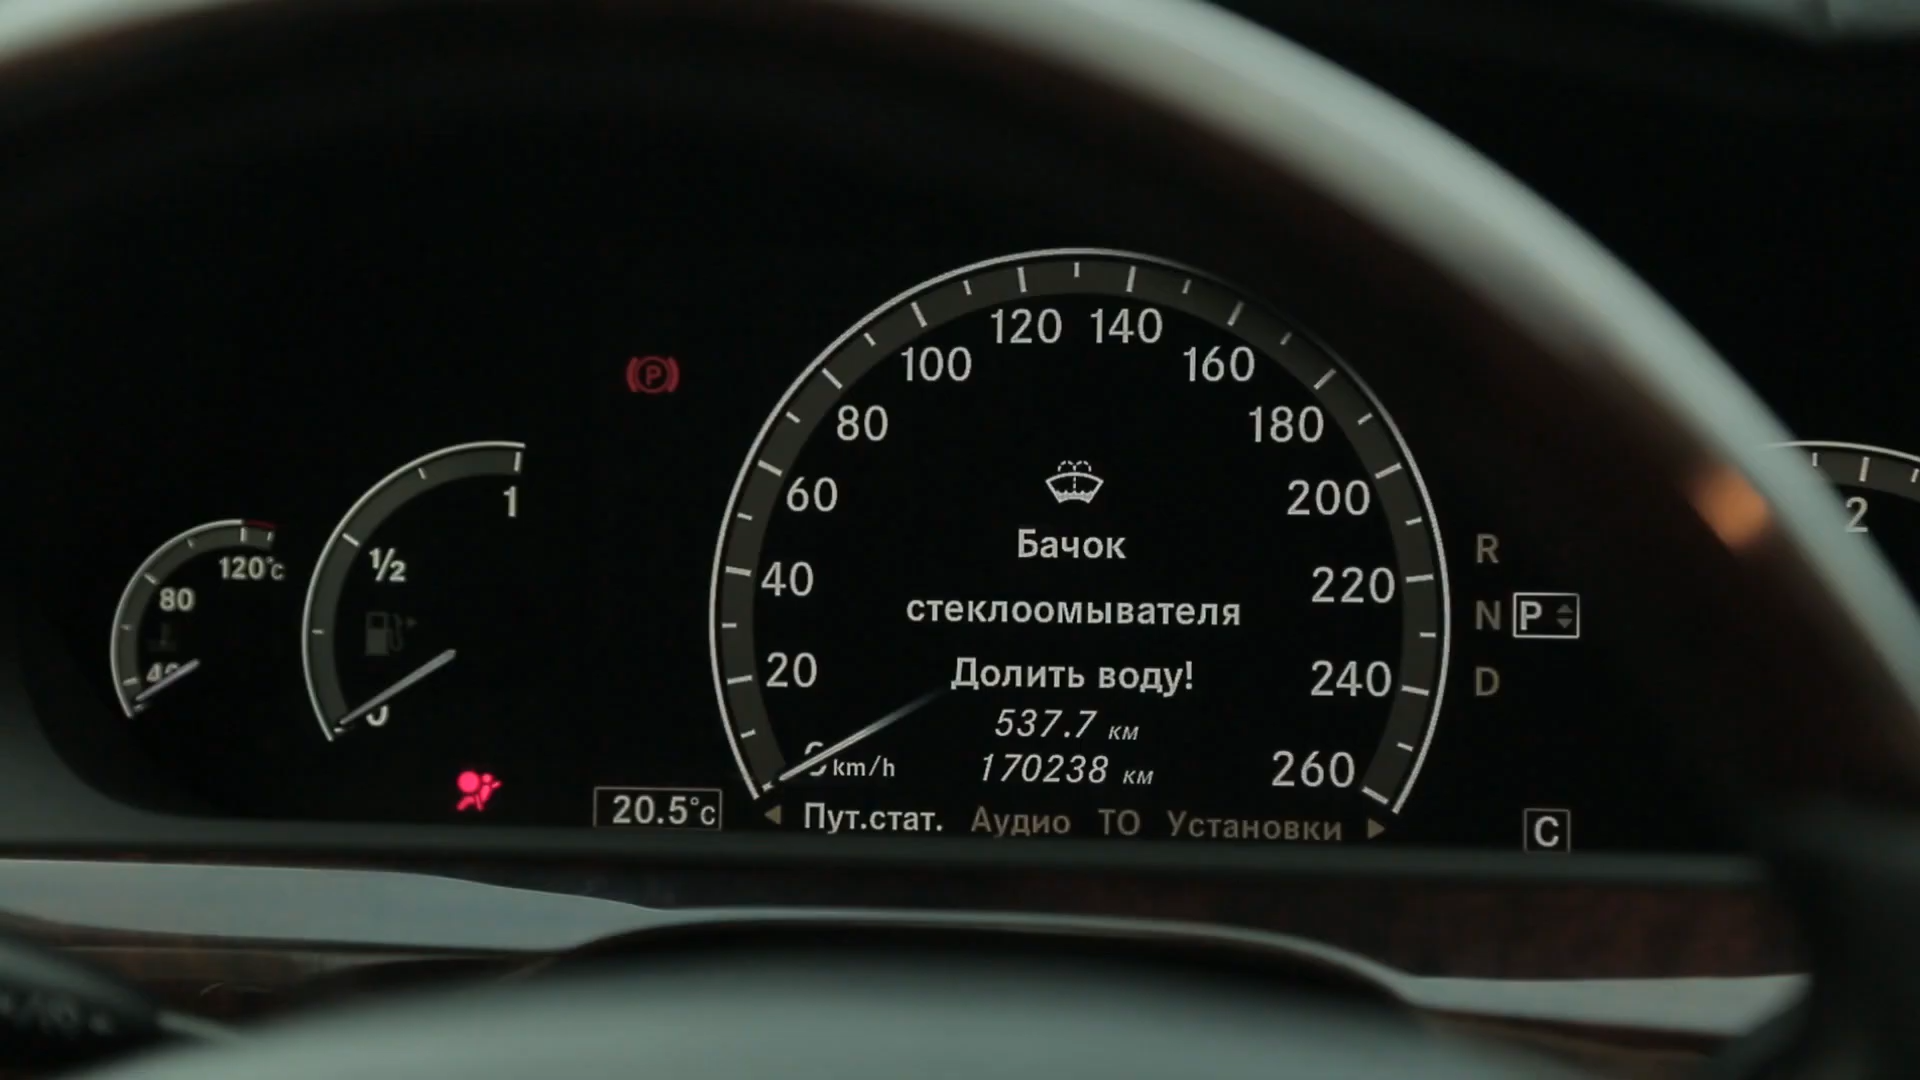 120 140
100 160
80 180
1
60 200
½
120°C
80
40 220
Бачок
стеклоомывателя
20 240
Долить воду!
537.7 км
170238 км
km/h 260
20.5°C
Пут.стат. Аудио ТО Установки
R
N P
D
C
2